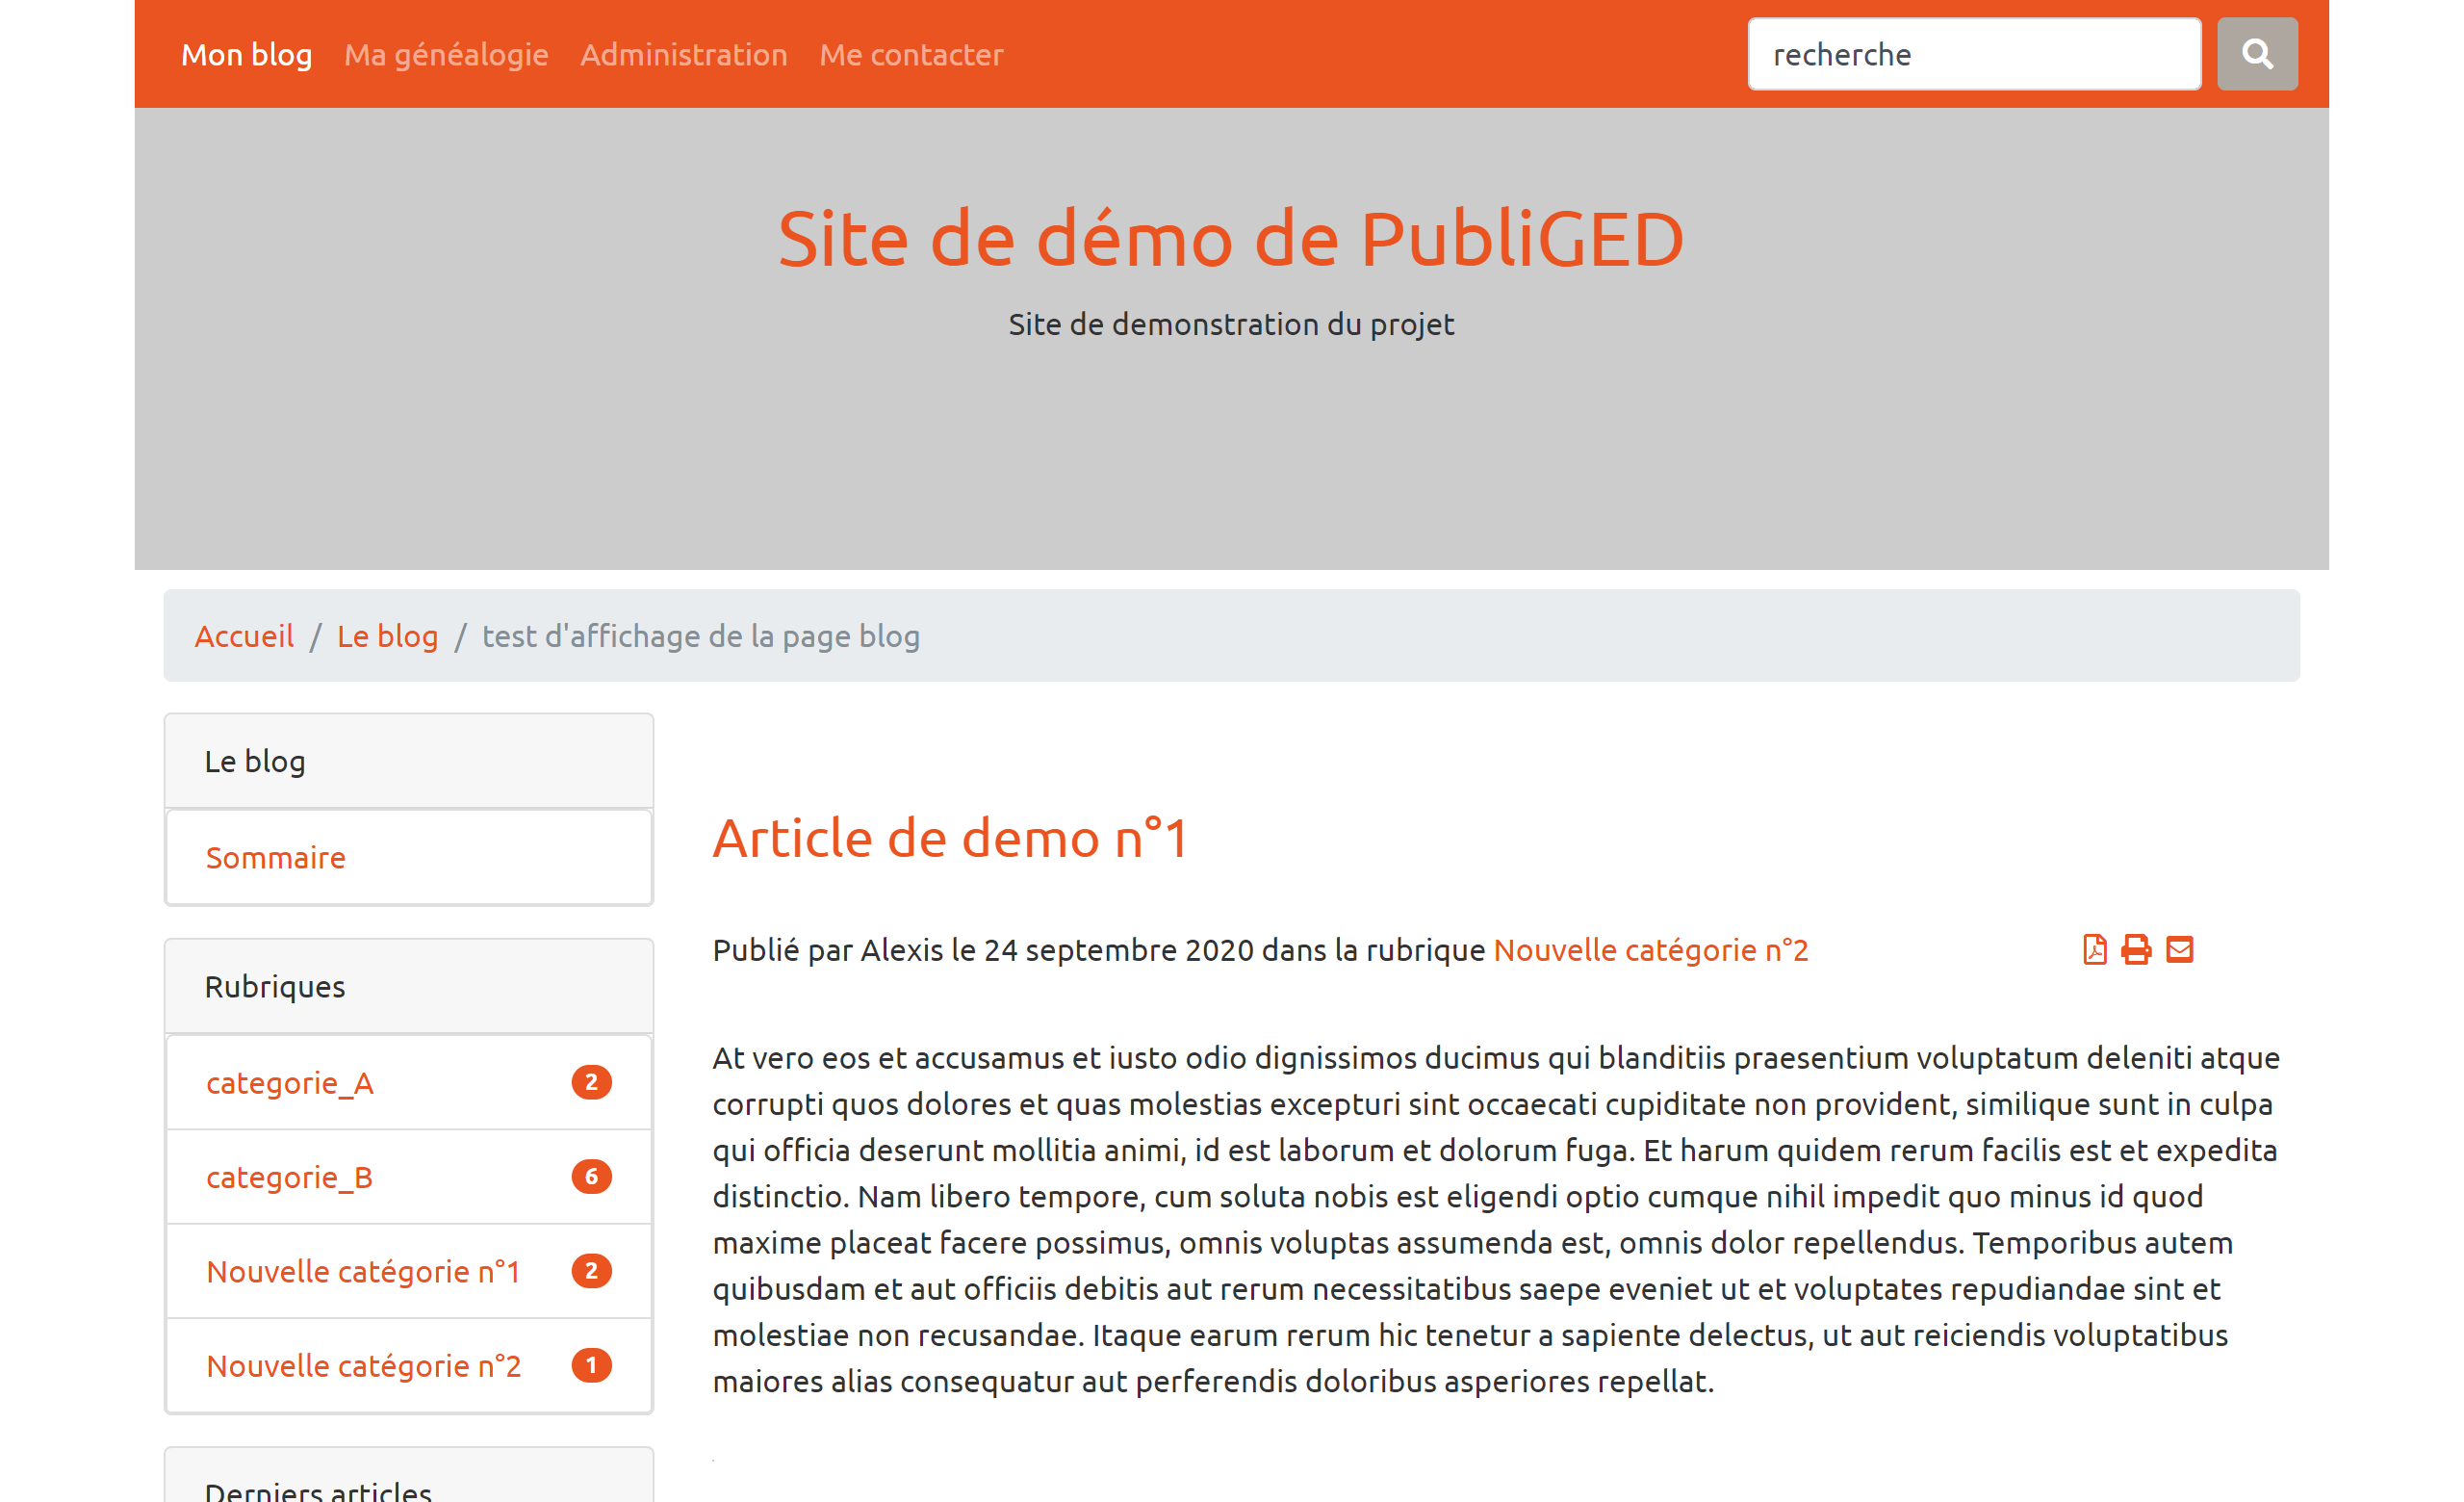 Mon blog Ma généalogie Administration Me contacter recherche
Site de démo de PubliGED
Site de demonstration du projet
Accueil / Le blog / test d'affichage de la page blog
Le blog
Sommaire
Rubriques
categorie_A 2
categorie_B 6
Nouvelle catégorie n°1 2
Nouvelle catégorie n°2 1
Derniers articles
Article de demo n°1
Publié par Alexis le 24 septembre 2020 dans la rubrique Nouvelle catégorie n°2
At vero eos et accusamus et iusto odio dignissimos ducimus qui blanditiis praesentium voluptatum deleniti atque
corrupti quos dolores et quas molestias excepturi sint occaecati cupiditate non provident, similique sunt in culpa
qui officia deserunt mollitia animi, id est laborum et dolorum fuga. Et harum quidem rerum facilis est et expedita
distinctio. Nam libero tempore, cum soluta nobis est eligendi optio cumque nihil impedit quo minus id quod
maxime placeat facere possimus, omnis voluptas assumenda est, omnis dolor repellendus. Temporibus autem
quibusdam et aut officiis debitis aut rerum necessitatibus saepe eveniet ut et voluptates repudiandae sint et
molestiae non recusandae. Itaque earum rerum hic tenetur a sapiente delectus, ut aut reiciendis voluptatibus
maiores alias consequatur aut perferendis doloribus asperiores repellat.